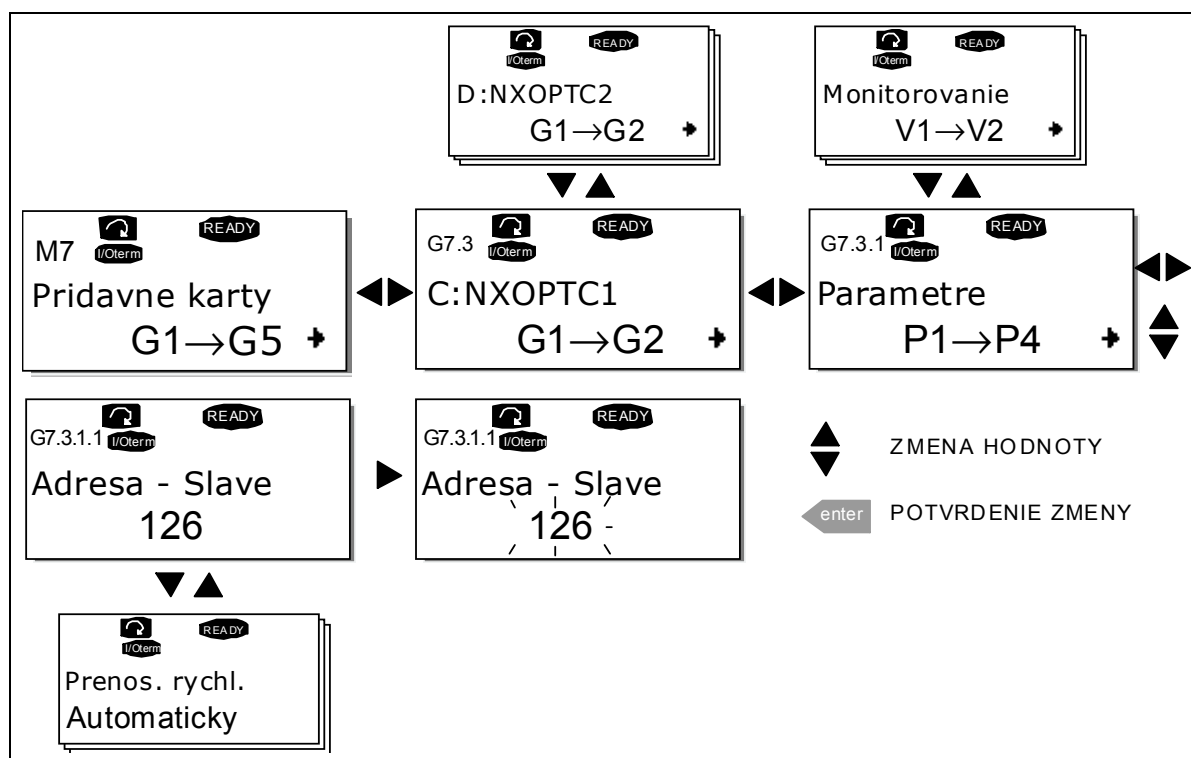 READY
I/Oterm
D:NXOPTC2
G1→G2
READY
I/Oterm
Monitorovanie
V1→V2
READY
M7
I/Oterm
Pridavne karty
G1→G5
READY
G7.3
I/Oterm
C:NXOPTC1
G1→G2
READY
G7.3.1
I/Oterm
Parametre
P1→P4
READY
G7.3.1.1
I/Oterm
Adresa - Slave
126
READY
G7.3.1.1
I/Oterm
Adresa - Slave
126
ZMENA HODNOTY
enter
POTVRDENIE ZMENY
READY
I/Oterm
Prenos. rychl.
Automaticky